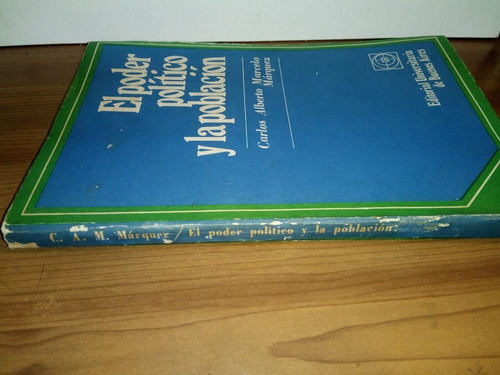 El poder
político
y la población
Carlos Alberto Marcelo
Márquez
Editorial Universitaria
de Buenos Aires
C. A. M. Márquez / El poder político y la población